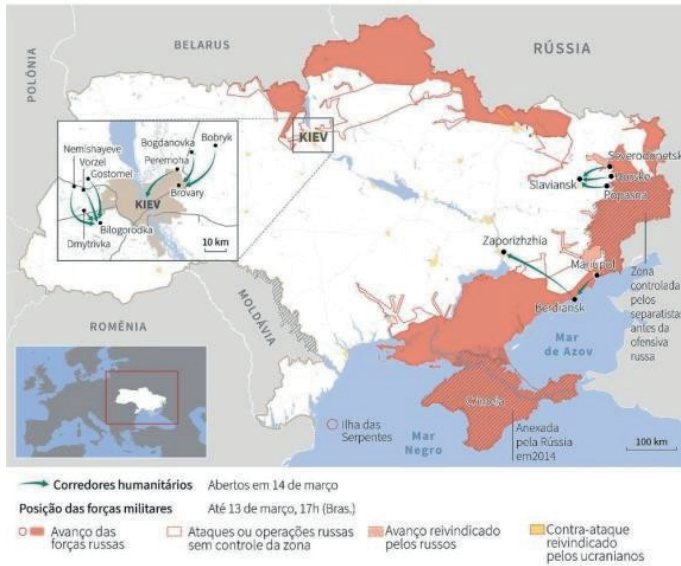 BELARUS
RÚSSIA
POLÔNIA
KIEV
Nemishayeve
Vorzel
Gostomel
Bogdanovka
Bobryk
Peremoha
Brovary
KIEV
Bilogorodka
Dmytrivka
10 km
Severodonetsk
Slaviansk
Popasna
Zaporizhzhia
Mariupol
Berdiansk
Zona
controlada
pelos
separatistas
antes da
ofensiva
russa
MOLDÁVIA
ROMÊNIA
Mar
de Azov
Crimeia
Ilha das
Serpentes
Mar
Negro
Anexada
pela Rússia
em2014
100 km
Corredores humanitários Abertos em 14 de março
Posição das forças militares Até 13 de março, 17h (Bras.)
Avanço das
forças russas
Ataques ou operações russas
sem controle da zona
Avanço reivindicado
pelos russos
Contra-ataque
reivindicado
pelos ucranianos